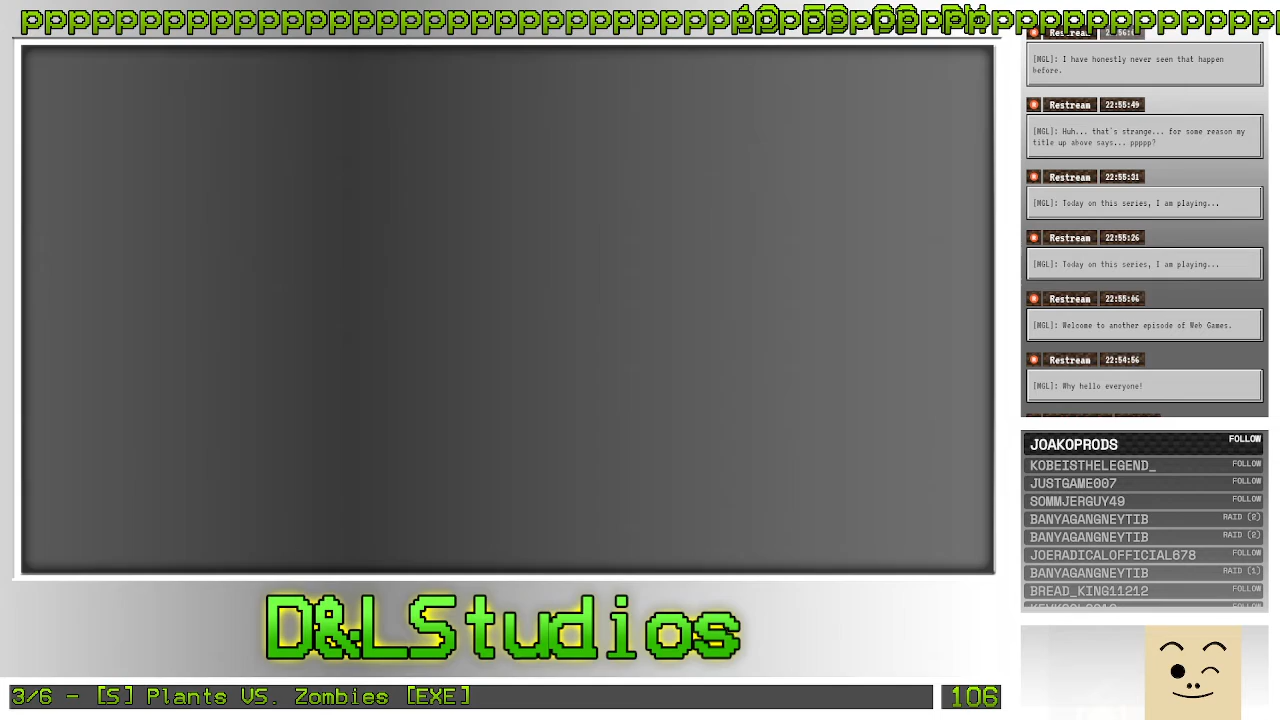 pppppppppppppppppppppppppppppppppppppppppppppppppppppp
Restream
[MGL]: I have honestly never seen that happen
before.
Restream 22:55:49
[MGL]: Huh... that's strange... for some reason my
title up above says... ppppp?
Restream 22:55:31
[MGL]: Today on this series, I am playing...
Restream 22:55:26
[MGL]: Today on this series, I am playing...
Restream 22:55:06
[MGL]: Welcome to another episode of Web Games.
Restream 22:54:56
[MGL]: Why hello everyone!
JOAKOPRODS FOLLOW
KOBEISTHELEGEND_ FOLLOW
JUSTGAME007 FOLLOW
SOMMJERGUY49 FOLLOW
BANYAGANGNEYTIB RAID (2)
BANYAGANGNEYTIB RAID (2)
JOERADICALOFFICIAL678 FOLLOW
BANYAGANGNEYTIB RAID (1)
BREAD_KING11212 FOLLOW
D&LStudios
3/6 - [S] Plants VS. Zombies [EXE]
106